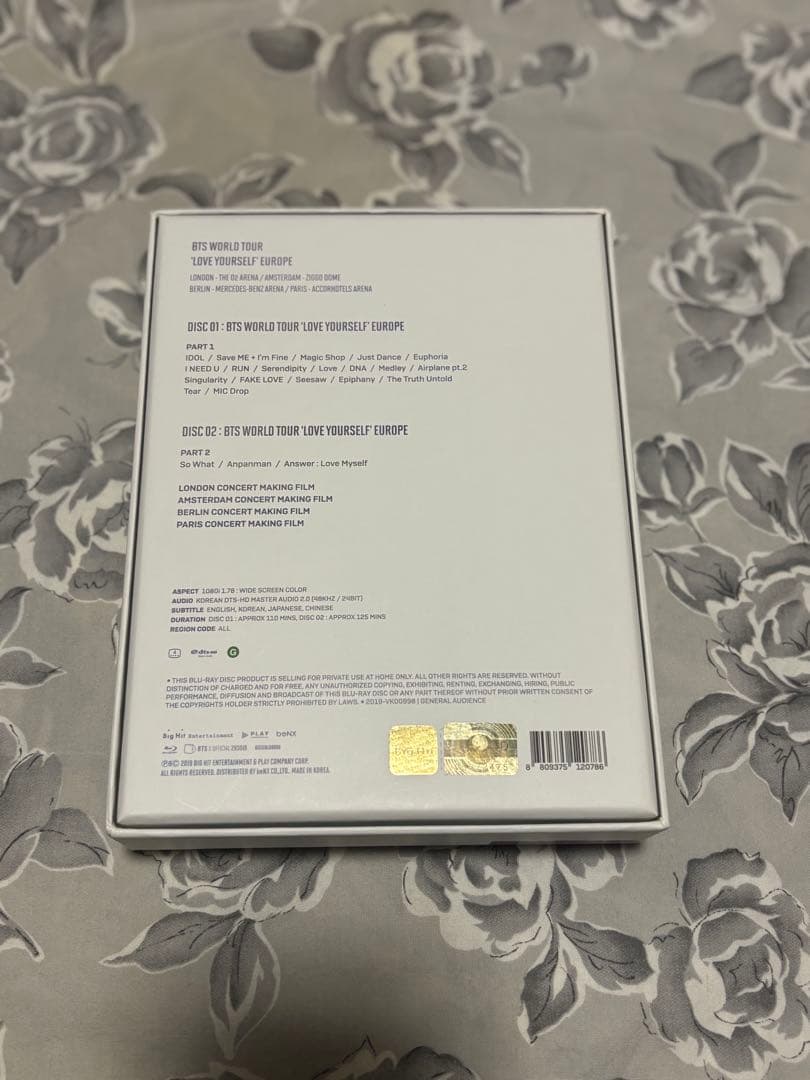 BTS WORLD TOUR
'LOVE YOURSELF' EUROPE
LONDON - THE O2 ARENA / AMSTERDAM - ZIGGO DOME
BERLIN - MERCEDES-BENZ ARENA / PARIS - ACCORHOTELS ARENA
DISC 01 : BTS WORLD TOUR 'LOVE YOURSELF' EUROPE
PART 1
IDOL / Save ME + I'm Fine / Magic Shop / Just Dance / Euphoria
I NEED U / RUN / Serendipity / Love / DNA / Medley / Airplane pt.2
Singularity / FAKE LOVE / Seesaw / Epiphany / The Truth Untold
Tear / MIC Drop
DISC 02 : BTS WORLD TOUR 'LOVE YOURSELF' EUROPE
PART 2
So What / Anpanman / Answer : Love Myself
LONDON CONCERT MAKING FILM
AMSTERDAM CONCERT MAKING FILM
BERLIN CONCERT MAKING FILM
PARIS CONCERT MAKING FILM
ASPECT 1080i 1.78 : WIDE SCREEN COLOR
AUDIO KOREAN DTS-HD MASTER AUDIO 2.0 (48KHZ / 24BIT)
SUBTITLE ENGLISH, KOREAN, JAPANESE, CHINESE
DURATION DISC 01 : APPROX 110 MINS, DISC 02 : APPROX 125 MINS
REGION CODE ALL
4 dts-HD G
• THIS BLU-RAY DISC PRODUCT IS SELLING FOR PRIVATE USE AT HOME ONLY. ALL OTHER RIGHTS ARE RESERVED. WITHOUT
DISTINCTION OF CHARGED AND FOR FREE, ANY UNAUTHORIZED COPYING, EXHIBITING, RENTING, EXCHANGING, HIRING, PUBLIC
PERFORMANCE, DIFFUSION AND BROADCAST OF THIS BLU-RAY DISC OR ANY PART THEREOF WITHOUT PRIOR WRITTEN CONSENT OF
THE COPYRIGHTS HOLDER STRICTLY PROHIBITED BY LAWS. • 2019-VK00998 | GENERAL AUDIENCE
Big Hit Entertainment PLAY beNX
BTS
Ⓟ&© 2019 BIG HIT ENTERTAINMENT & PLAY COMPANY CORP.
ALL RIGHTS RESERVED. DISTRIBUTED BY beNX CO.,LTD. MADE IN KOREA.
8 809375 120786